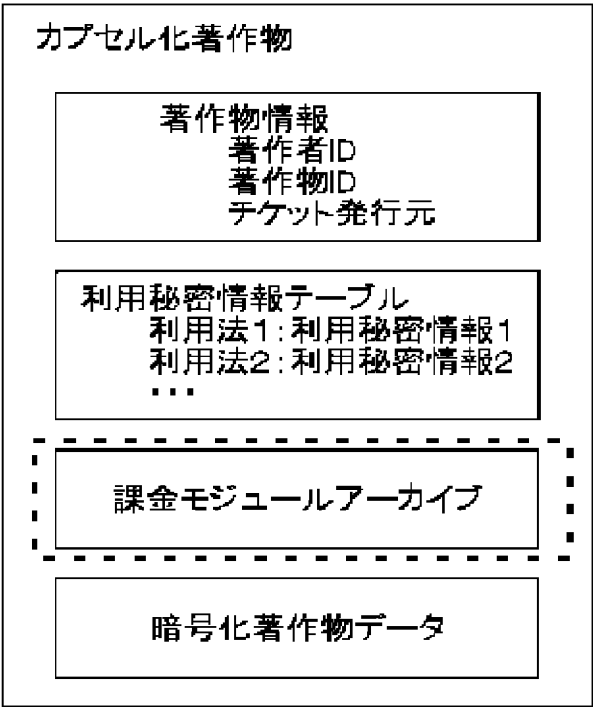 カプセル化著作物
著作物情報
著作者ID
著作物ID
チケット発行元
利用秘密情報テーブル
利用法1:利用秘密情報1
利用法2:利用秘密情報2
・・・
課金モジュールアーカイブ
暗号化著作物データ